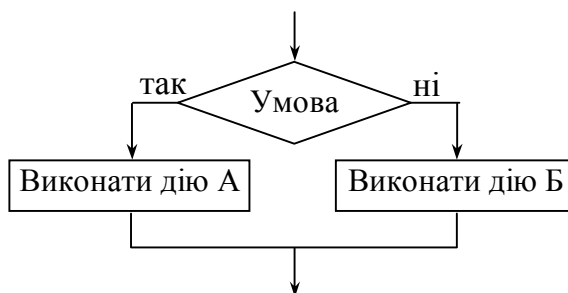 так
Умова
ні
Виконати дію А
Виконати дію Б